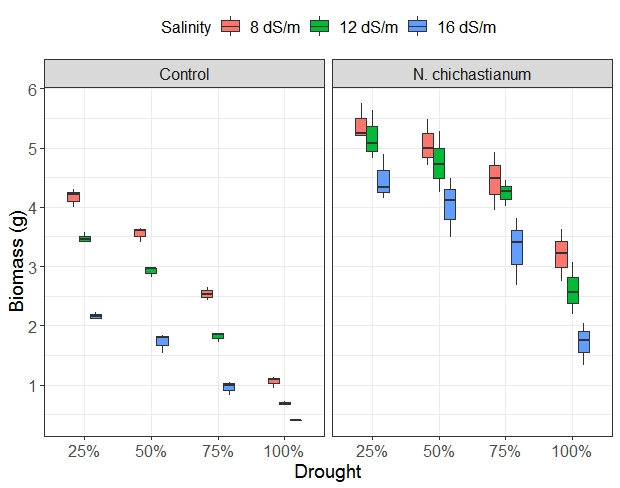 Salinity 8 dS/m 12 dS/m 16 dS/m
Control N. chichastianum
6
5
4
3
2
1
Biomass (g)
25% 50% 75% 100% 25% 50% 75% 100%
Drought